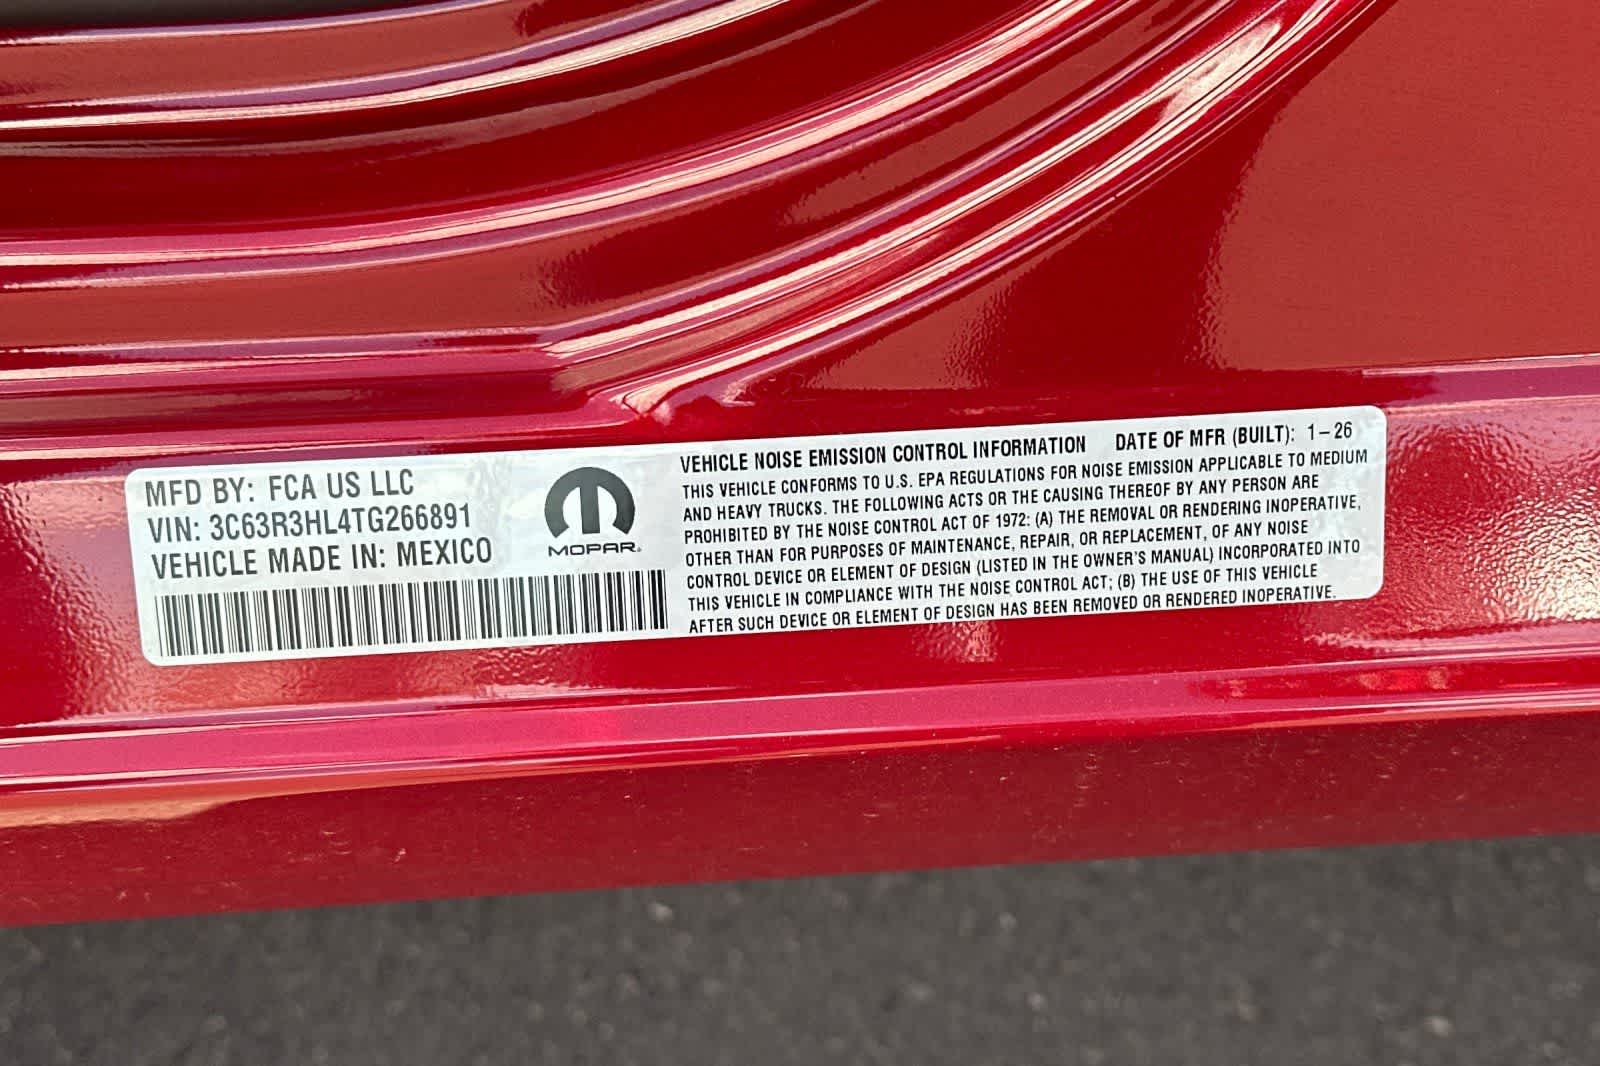 MFD BY: FCA US LLC
VIN: 3C63R3HL4TG266891
VEHICLE MADE IN: MEXICO
MOPAR®
VEHICLE NOISE EMISSION CONTROL INFORMATION DATE OF MFR (BUILT): 1-26
THIS VEHICLE CONFORMS TO U.S. EPA REGULATIONS FOR NOISE EMISSION APPLICABLE TO MEDIUM
AND HEAVY TRUCKS. THE FOLLOWING ACTS OR THE CAUSING THEREOF BY ANY PERSON ARE
PROHIBITED BY THE NOISE CONTROL ACT OF 1972: (A) THE REMOVAL OR RENDERING INOPERATIVE,
OTHER THAN FOR PURPOSES OF MAINTENANCE, REPAIR, OR REPLACEMENT, OF ANY NOISE
CONTROL DEVICE OR ELEMENT OF DESIGN (LISTED IN THE OWNER'S MANUAL) INCORPORATED INTO
THIS VEHICLE IN COMPLIANCE WITH THE NOISE CONTROL ACT; (B) THE USE OF THIS VEHICLE
AFTER SUCH DEVICE OR ELEMENT OF DESIGN HAS BEEN REMOVED OR RENDERED INOPERATIVE.